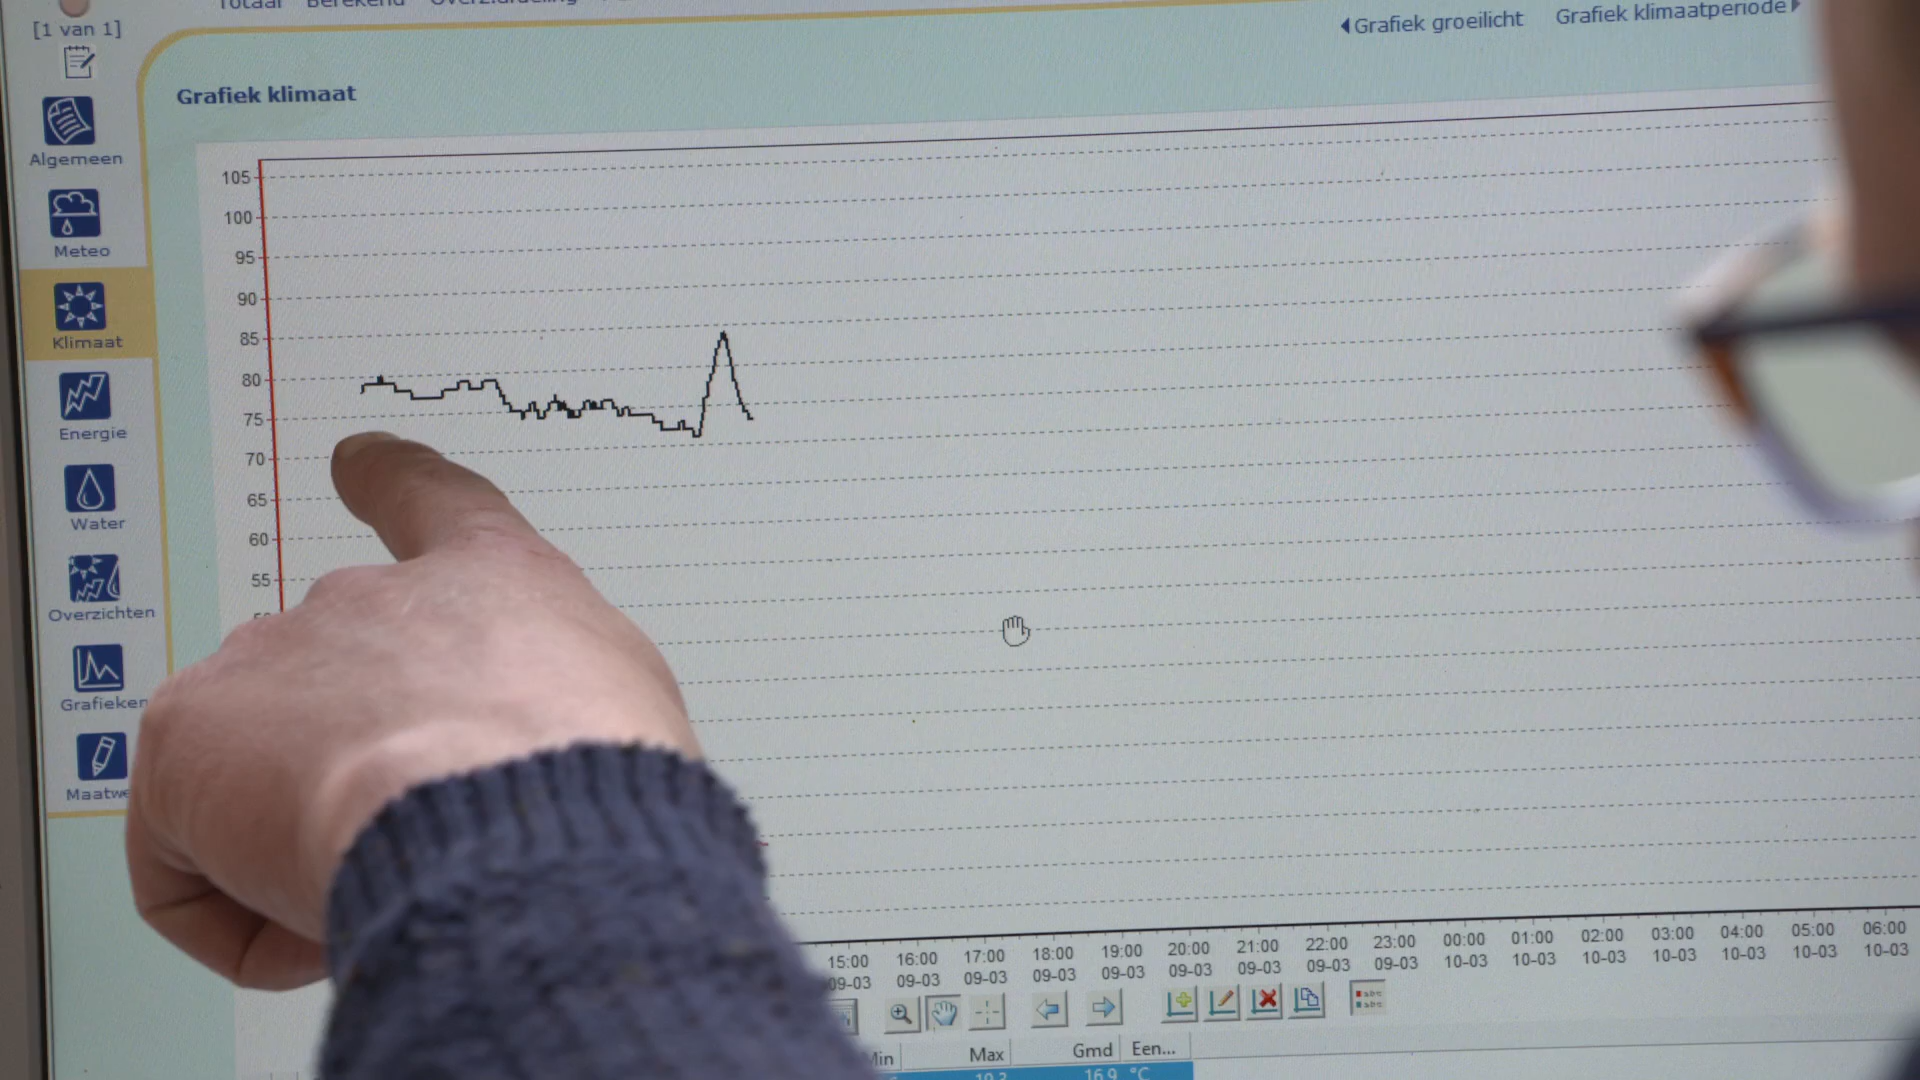 [1 van 1]
Grafiek groeilicht
Grafiek klimaatperiode
Grafiek klimaat
Algemeen
Meteo
Klimaat
Energie
Water
Overzichten
Grafieken
105
100
95
90
85
80
75
70
65
60
55
15:00 16:00 17:00 18:00 19:00 20:00 21:00 22:00 23:00 00:00 01:00 02:00 03:00 04:00 05:00 06:00
09-03 09-03 09-03 09-03 09-03 09-03 09-03 09-03 09-03 10-03 10-03 10-03 10-03 10-03 10-03 10-03
abc
abc
Min Max Gmd Een...
16,9 °C